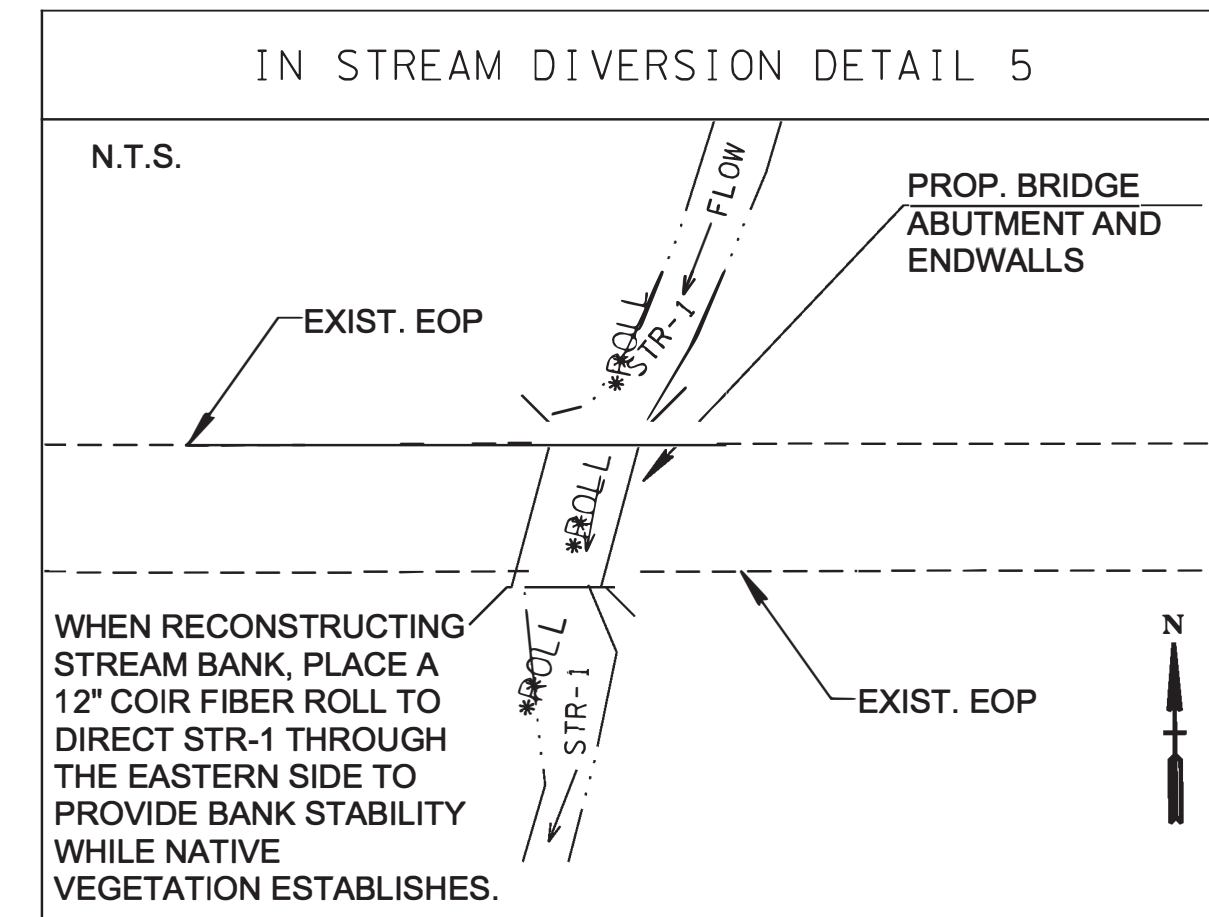 IN STREAM DIVERSION DETAIL 5
N.T.S.
FLOW
PROP. BRIDGE
ABUTMENT AND
ENDWALLS
EXIST. EOP
**ROLL
STR-1
**ROLL
WHEN RECONSTRUCTING
STREAM BANK, PLACE A
12" COIR FIBER ROLL TO
DIRECT STR-1 THROUGH
THE EASTERN SIDE TO
PROVIDE BANK STABILITY
WHILE NATIVE
VEGETATION ESTABLISHES.
**ROLL
STR-1
EXIST. EOP
N